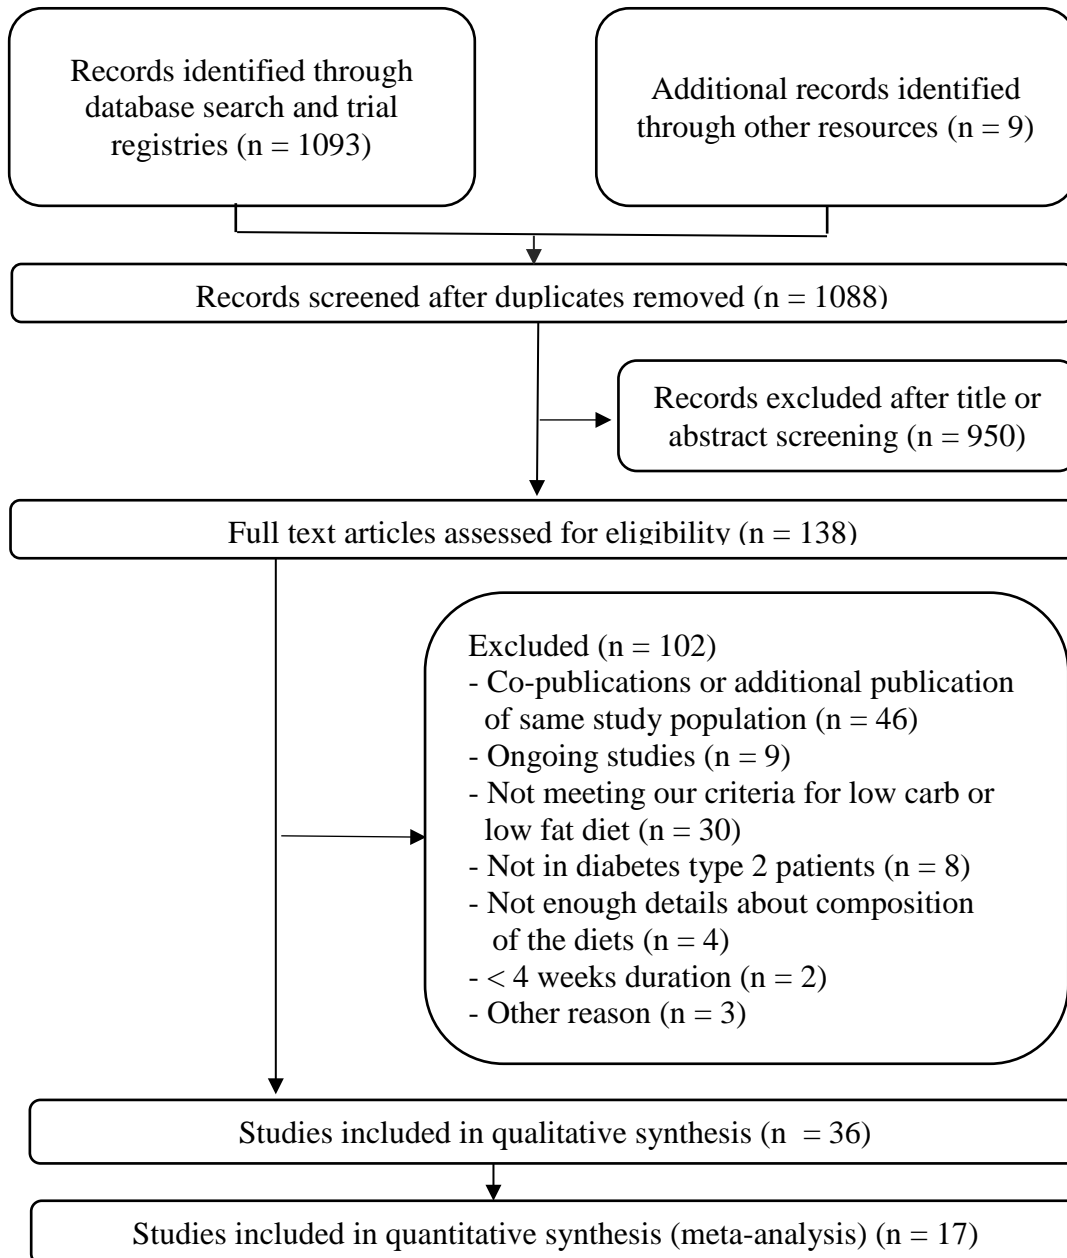 Records identified through
database search and trial
registries (n = 1093)
Additional records identified
through other resources (n = 9)
Records screened after duplicates removed (n = 1088)
Records excluded after title or
abstract screening (n = 950)
Full text articles assessed for eligibility (n = 138)
Excluded (n = 102)
- Co-publications or additional publication
of same study population (n = 46)
- Ongoing studies (n = 9)
- Not meeting our criteria for low carb or
low fat diet (n = 30)
- Not in diabetes type 2 patients (n = 8)
- Not enough details about composition
of the diets (n = 4)
- < 4 weeks duration (n = 2)
- Other reason (n = 3)
Studies included in qualitative synthesis (n = 36)
Studies included in quantitative synthesis (meta-analysis) (n = 17)